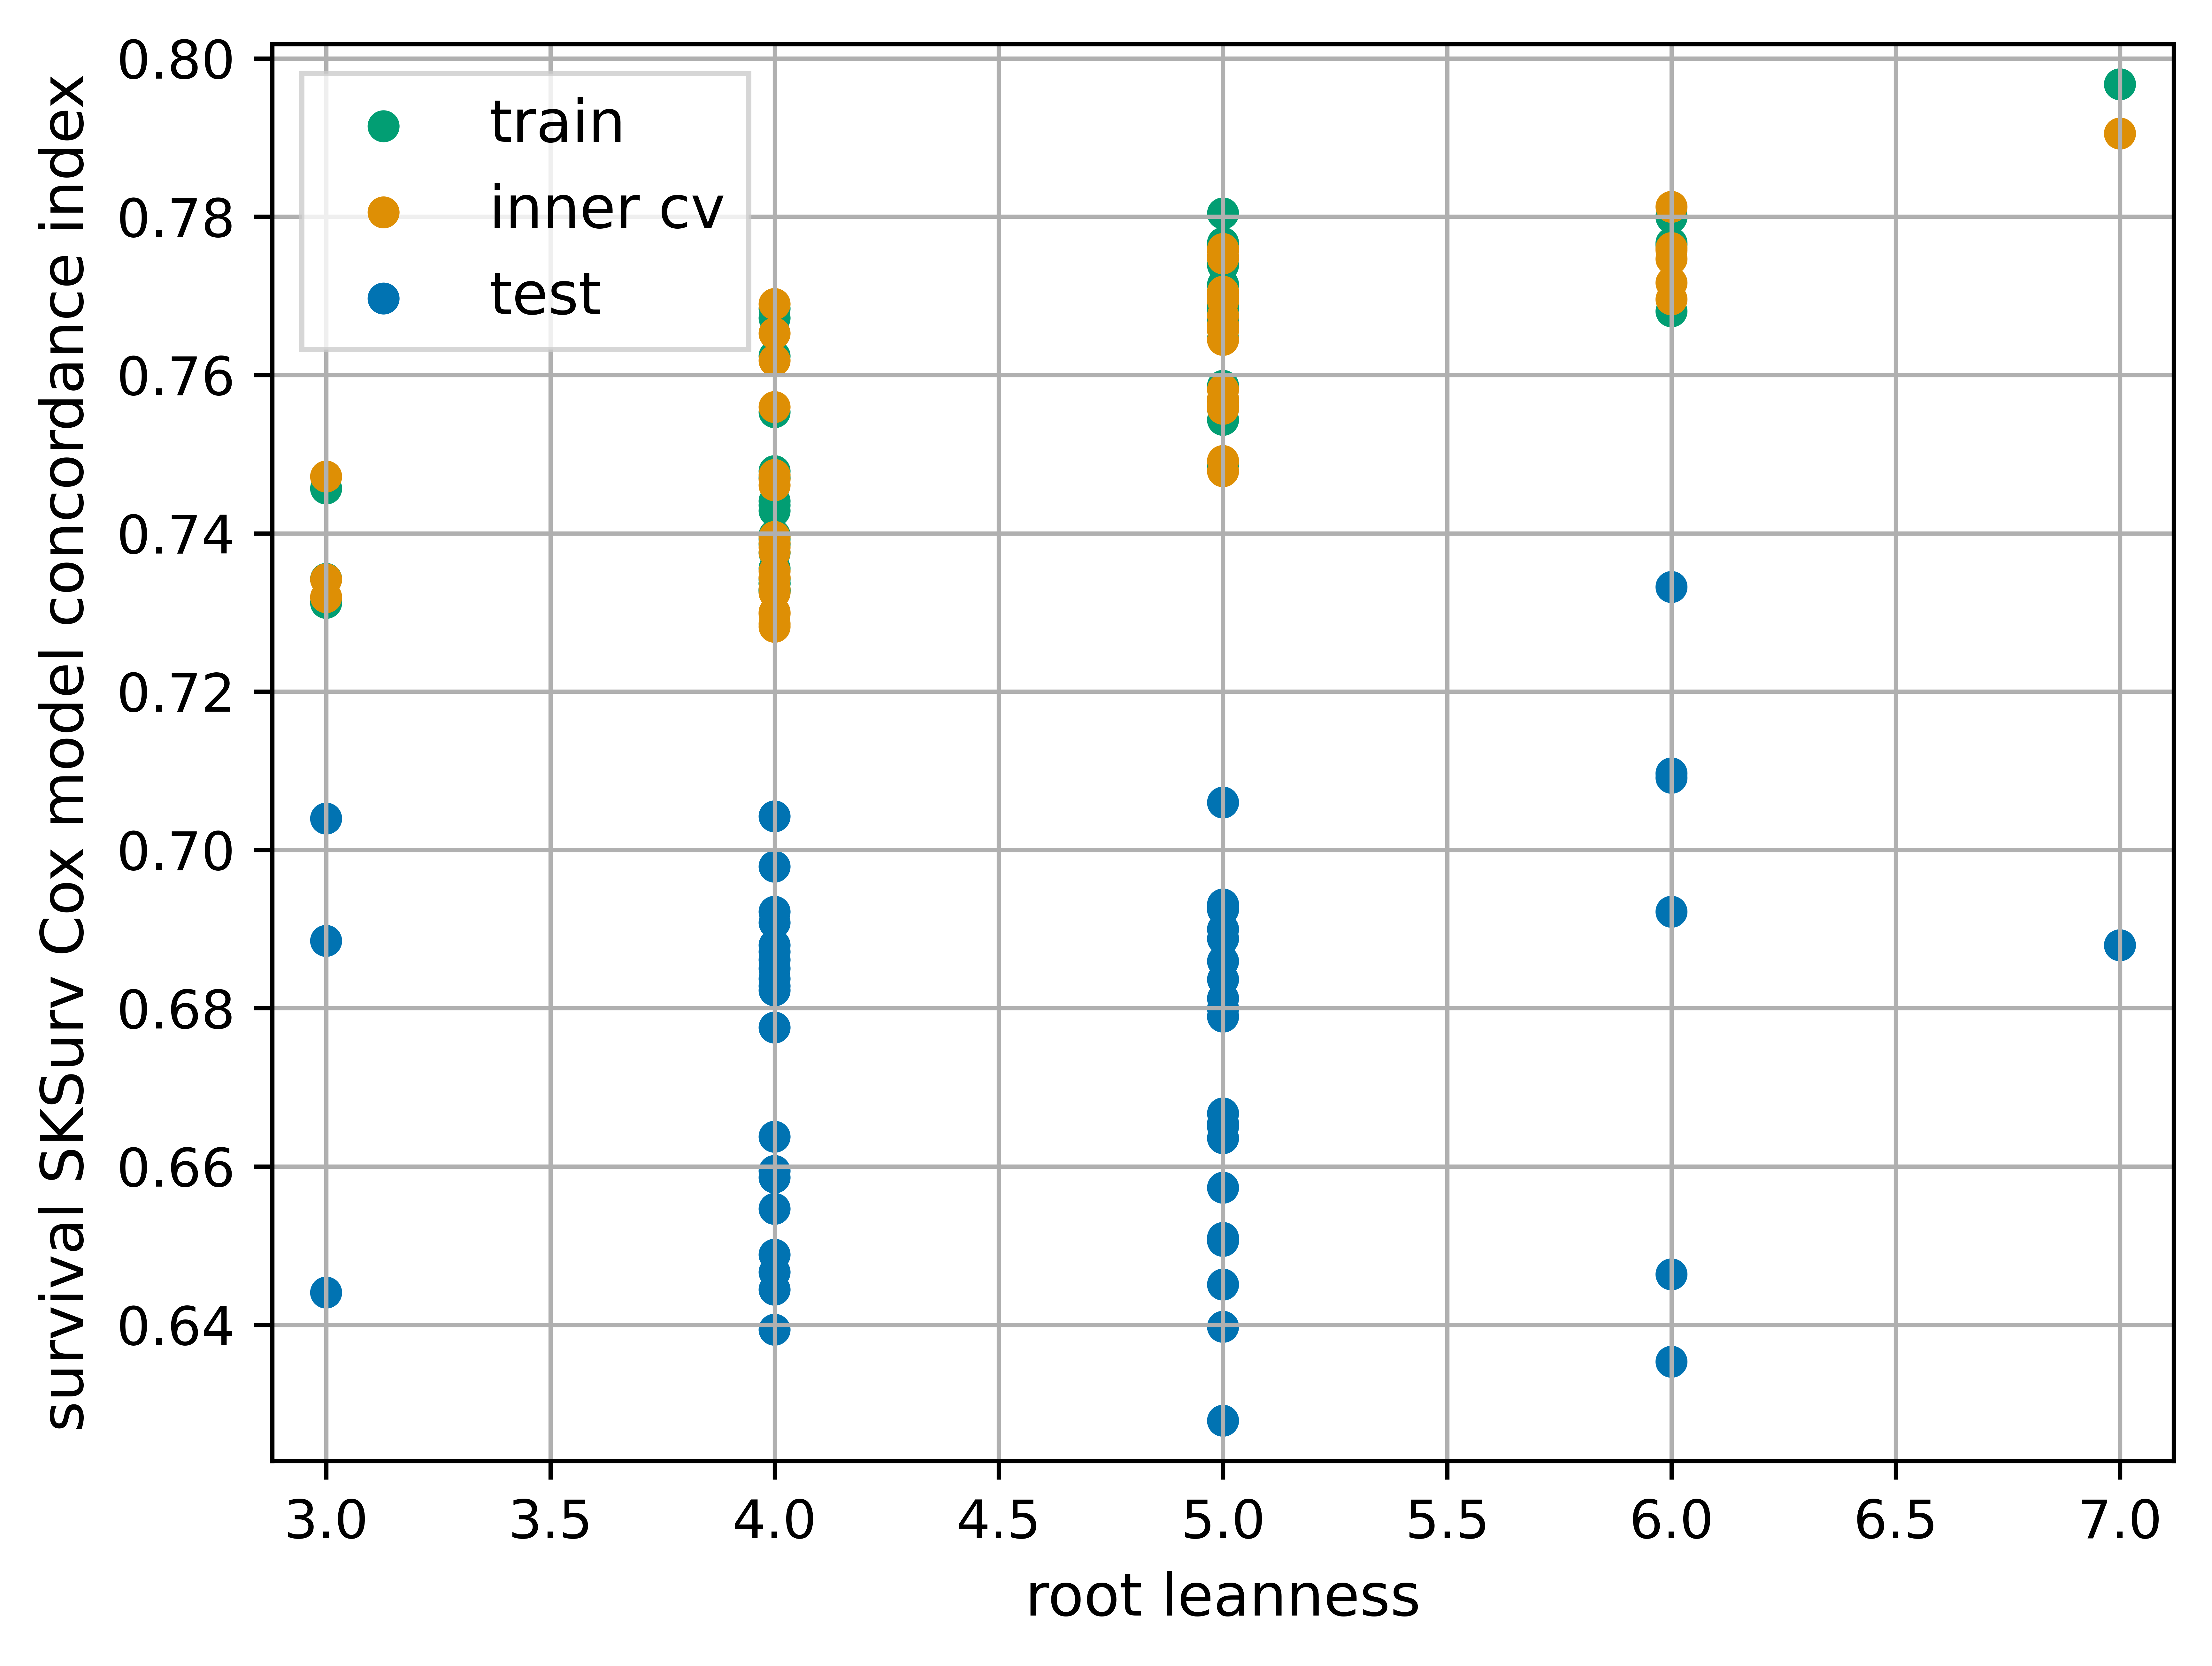 survival SKSurv Cox model concordance index
0.80
0.78
0.76
0.74
0.72
0.70
0.68
0.66
0.64
train
inner cv
test
3.0 3.5 4.0 4.5 5.0 5.5 6.0 6.5 7.0
root leanness